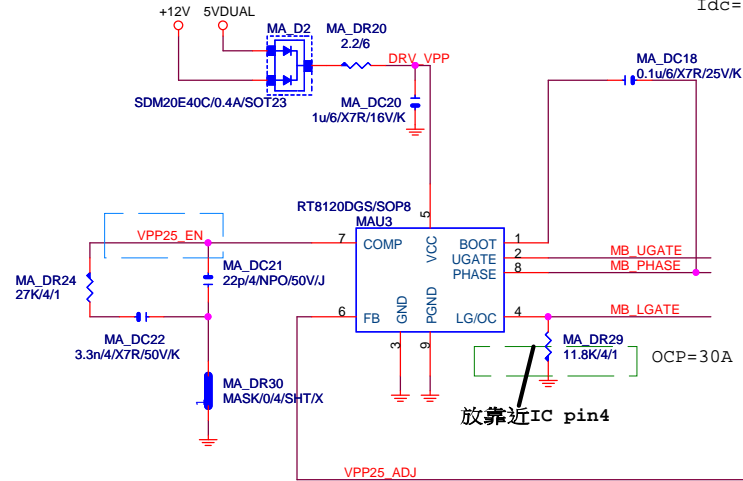 Idc=
+12V
5VDUAL
MA_D2
MA_DR20
2.2/6
DRV_VPP
SDM20E40C/0.4A/SOT23
MA_DC20
1u/6/X7R/16V/K
MA_DC18
0.1u/6/X7R/25V/K
RT8120DGS/SOP8
MAU3
5
VCC
VPP25_EN
7
COMP
BOOT
1
UGATE
2
MB_UGATE
PHASE
8
MB_PHASE
MA_DR24
27K/4/1
MA_DC21
22p/4/NPO/50V/J
MA_DC22
3.3n/4/X7R/50V/K
6
FB
GND
PGND
LG/OC
4
MB_LGATE
3
9
MA_DR29
11.8K/4/1
OCP=30A
MA_DR30
MASK/0/4/SHT/X
1
放靠近IC pin4
VPP25_ADJ